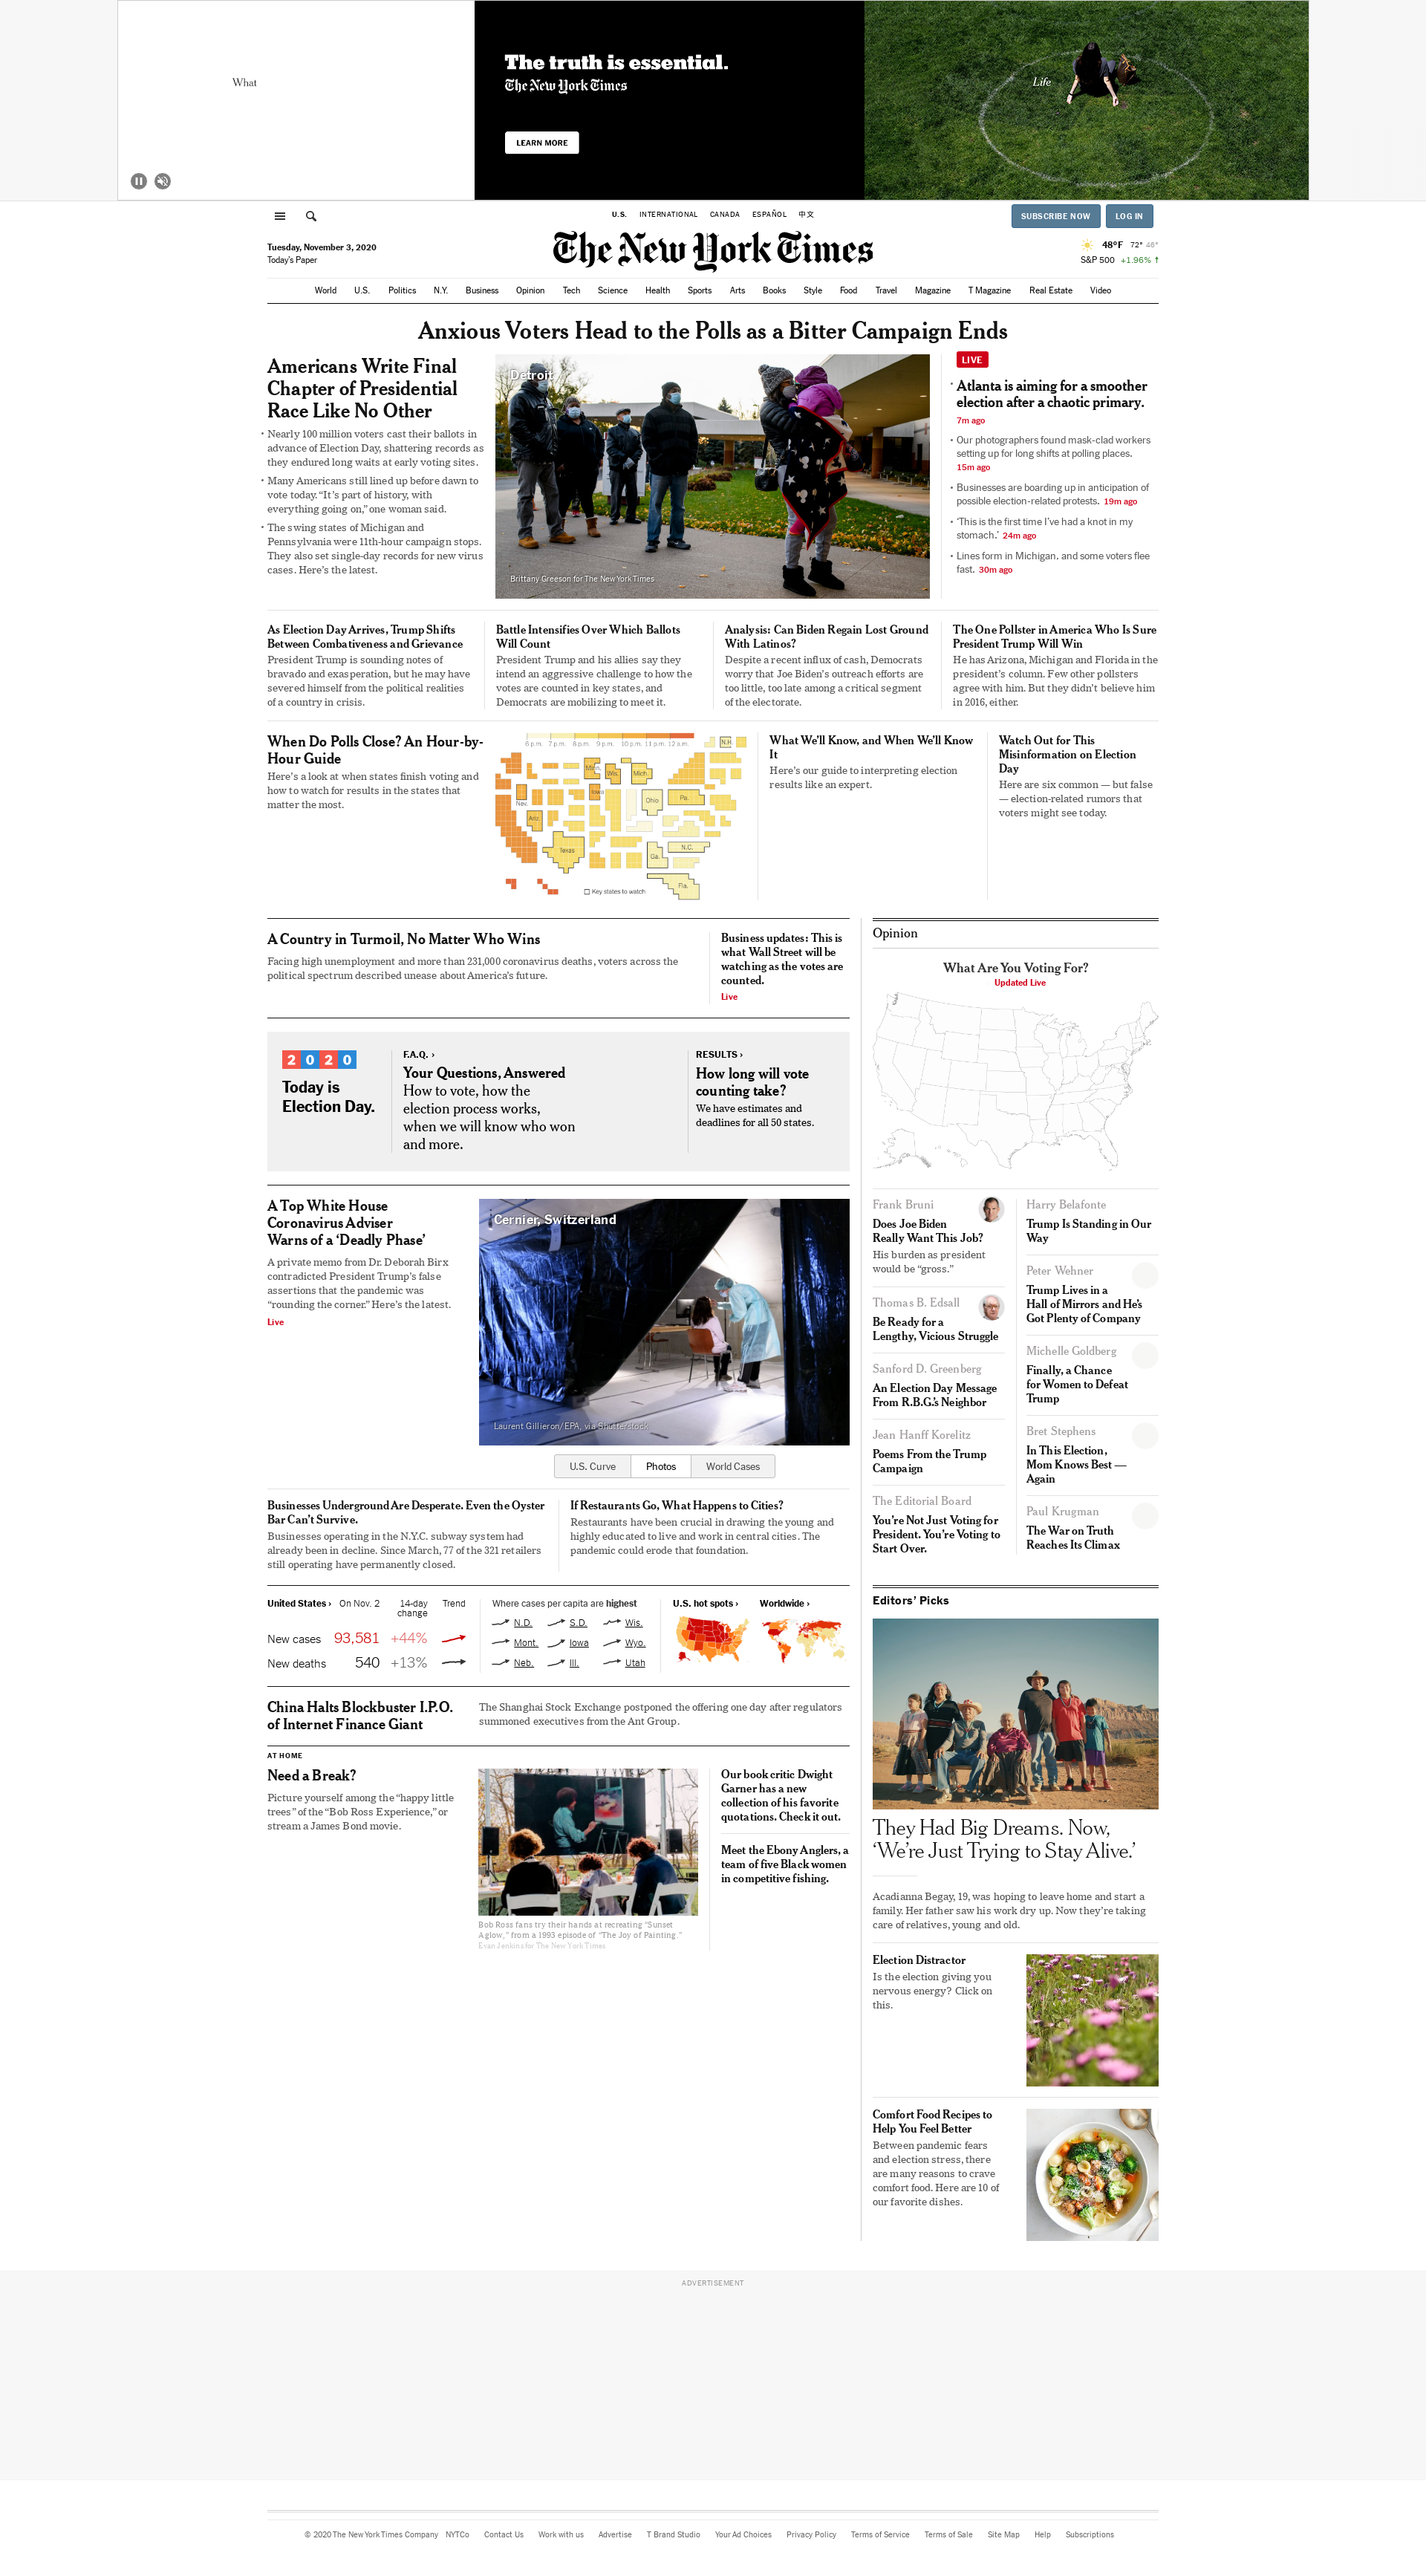 What
The truth is essential.
The New York Times
LEARN MORE
Life
U.S. INTERNATIONAL CANADA ESPAÑOL 中文
SUBSCRIBE NOW LOG IN
Tuesday, November 3, 2020
Today's Paper
The New York Times
48°F 72° 46°
S&P 500 +1.96% ↑
World U.S. Politics N.Y. Business Opinion Tech Science Health Sports Arts Books Style Food Travel Magazine T Magazine Real Estate Video
Anxious Voters Head to the Polls as a Bitter Campaign Ends
Americans Write Final
Chapter of Presidential
Race Like No Other
• Nearly 100 million voters cast their ballots in
advance of Election Day, shattering records as
they endured long waits at early voting sites.
• Many Americans still lined up before dawn to
vote today. “It’s part of history, with
everything going on,” one woman said.
• The swing states of Michigan and
Pennsylvania were 11th-hour campaign stops.
They also set single-day records for new virus
cases. Here’s the latest.
Detroit
Brittany Greeson for The New York Times
LIVE
• Atlanta is aiming for a smoother
election after a chaotic primary.
7m ago
• Our photographers found mask-clad workers
setting up for long shifts at polling places.
15m ago
• Businesses are boarding up in anticipation of
possible election-related protests. 19m ago
• ‘This is the first time I’ve had a knot in my
stomach.’ 24m ago
• Lines form in Michigan, and some voters flee
fast. 30m ago
As Election Day Arrives, Trump Shifts
Between Combativeness and Grievance
President Trump is sounding notes of
bravado and exasperation, but he may have
severed himself from the political realities
of a country in crisis.
Battle Intensifies Over Which Ballots
Will Count
President Trump and his allies say they
intend an aggressive challenge to how the
votes are counted in key states, and
Democrats are mobilizing to meet it.
Analysis: Can Biden Regain Lost Ground
With Latinos?
Despite a recent influx of cash, Democrats
worry that Joe Biden’s outreach efforts are
too little, too late among a critical segment
of the electorate.
The One Pollster in America Who Is Sure
President Trump Will Win
He has Arizona, Michigan and Florida in the
president’s column. Few other pollsters
agree with him. But they didn’t believe him
in 2016, either.
When Do Polls Close? An Hour-by-
Hour Guide
Here’s a look at when states finish voting and
how to watch for results in the states that
matter the most.
6 p.m. 7 p.m. 8 p.m. 9 p.m. 10 p.m. 11 p.m. 12 a.m.
N.H.
Minn.
Wis.
Mich.
Nev.
Iowa
Ohio
Pa.
Ariz.
Texas
N.C.
Ga.
Fla.
Key states to watch
What We’ll Know, and When We’ll Know
It
Here’s our guide to interpreting election
results like an expert.
Watch Out for This
Misinformation on Election
Day
Here are six common — but false
— election-related rumors that
voters might see today.
A Country in Turmoil, No Matter Who Wins
Facing high unemployment and more than 231,000 coronavirus deaths, voters across the
political spectrum described unease about America’s future.
Business updates: This is
what Wall Street will be
watching as the votes are
counted.
Live
2020
Today is
Election Day.
F.A.Q. ›
Your Questions, Answered
How to vote, how the
election process works,
when we will know who won
and more.
RESULTS ›
How long will vote
counting take?
We have estimates and
deadlines for all 50 states.
A Top White House
Coronavirus Adviser
Warns of a ‘Deadly Phase’
A private memo from Dr. Deborah Birx
contradicted President Trump’s false
assertions that the pandemic was
“rounding the corner.” Here’s the latest.
Live
Cernier, Switzerland
Laurent Gillieron/EPA, via Shutterstock
U.S. Curve Photos World Cases
Businesses Underground Are Desperate. Even the Oyster
Bar Can’t Survive.
Businesses operating in the N.Y.C. subway system had
already been in decline. Since March, 77 of the 321 retailers
still operating have permanently closed.
If Restaurants Go, What Happens to Cities?
Restaurants have been crucial in drawing the young and
highly educated to live and work in central cities. The
pandemic could erode that foundation.
United States › On Nov. 2 14-day
change Trend
New cases 93,581 +44%
New deaths 540 +13%
Where cases per capita are highest
N.D. S.D. Wis.
Mont. Iowa Wyo.
Neb. Ill. Utah
U.S. hot spots › Worldwide ›
China Halts Blockbuster I.P.O.
of Internet Finance Giant
The Shanghai Stock Exchange postponed the offering one day after regulators
summoned executives from the Ant Group.
AT HOME
Need a Break?
Picture yourself among the “happy little
trees” of the “Bob Ross Experience,” or
stream a James Bond movie.
Bob Ross fans try their hands at recreating “Sunset
Aglow,” from a 1993 episode of “The Joy of Painting.”
Evan Jenkins for The New York Times
Our book critic Dwight
Garner has a new
collection of his favorite
quotations. Check it out.
Meet the Ebony Anglers, a
team of five Black women
in competitive fishing.
Opinion
What Are You Voting For?
Updated Live
Frank Bruni
Does Joe Biden
Really Want This Job?
His burden as president
would be “gross.”
Thomas B. Edsall
Be Ready for a
Lengthy, Vicious Struggle
Sanford D. Greenberg
An Election Day Message
From R.B.G.’s Neighbor
Jean Hanff Korelitz
Poems From the Trump
Campaign
The Editorial Board
You’re Not Just Voting for
President. You’re Voting to
Start Over.
Harry Belafonte
Trump Is Standing in Our
Way
Peter Wehner
Trump Lives in a
Hall of Mirrors and He’s
Got Plenty of Company
Michelle Goldberg
Finally, a Chance
for Women to Defeat
Trump
Bret Stephens
In This Election,
Mom Knows Best —
Again
Paul Krugman
The War on Truth
Reaches Its Climax
Editors’ Picks
They Had Big Dreams. Now,
‘We’re Just Trying to Stay Alive.’
Acadianna Begay, 19, was hoping to leave home and start a
family. Her father saw his work dry up. Now they’re taking
care of relatives, young and old.
Election Distractor
Is the election giving you
nervous energy? Click on
this.
Comfort Food Recipes to
Help You Feel Better
Between pandemic fears
and election stress, there
are many reasons to crave
comfort food. Here are 10 of
our favorite dishes.
ADVERTISEMENT
© 2020 The New York Times Company NYTCo Contact Us Work with us Advertise T Brand Studio Your Ad Choices Privacy Policy Terms of Service Terms of Sale Site Map Help Subscriptions